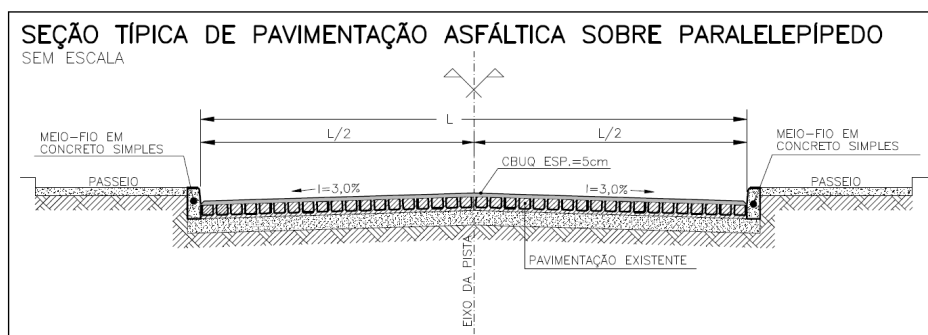 SEÇÃO TÍPICA DE PAVIMENTAÇÃO ASFÁLTICA SOBRE PARALELEPÍPEDO
SEM ESCALA
L
L/2
L/2
MEIO-FIO EM
CONCRETO SIMPLES
MEIO-FIO EM
CONCRETO SIMPLES
CBUQ ESP.=5cm
PASSEIO
I=3,0%
I=3,0%
PASSEIO
PAVIMENTAÇÃO EXISTENTE
EIXO DA PISTA